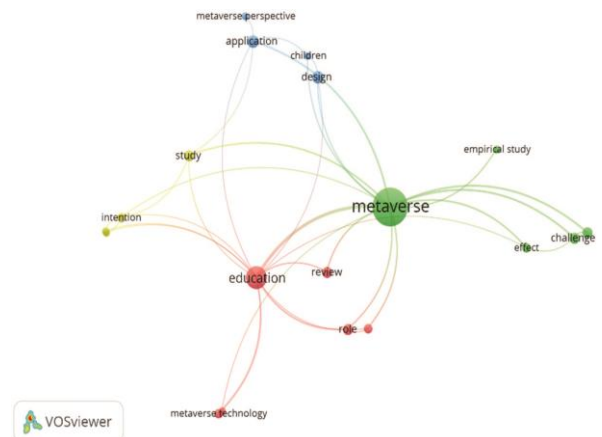 metaverse perspective
application
children
design
study
empirical study
metaverse
intention
challenge
effect
education
review
role
metaverse technology
VOSviewer